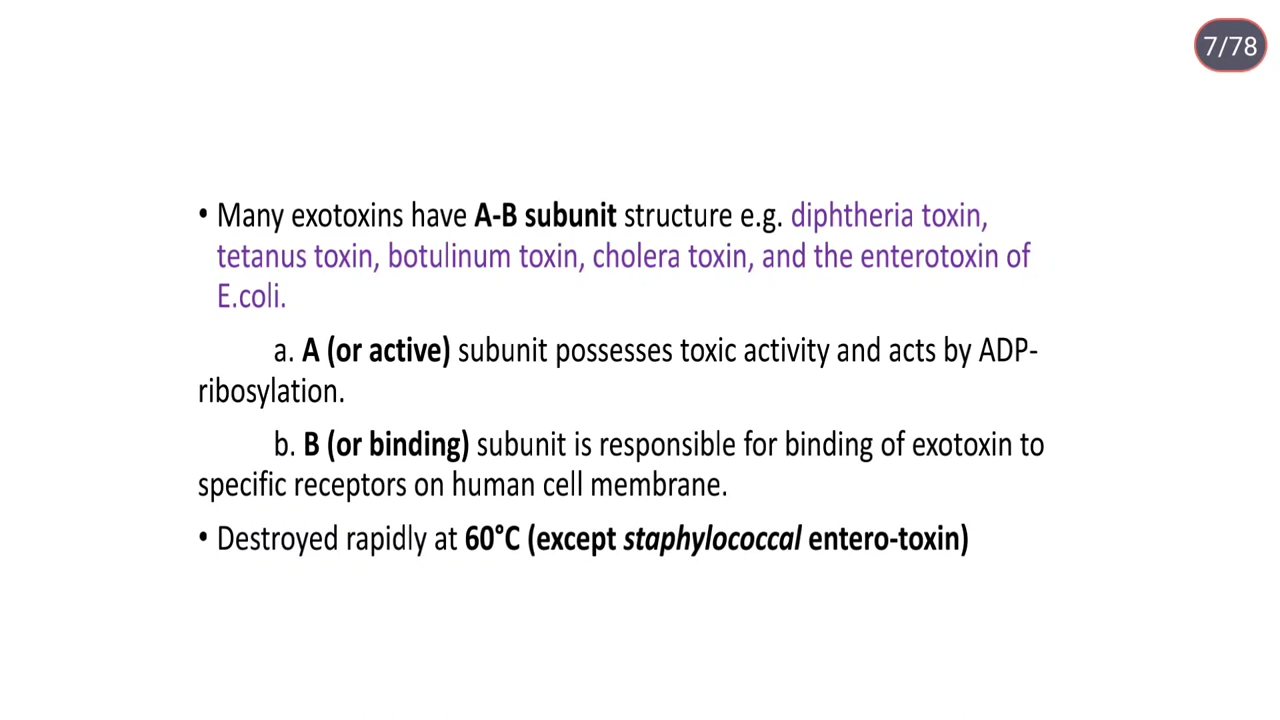 7/78
• Many exotoxins have A-B subunit structure e.g. diphtheria toxin,
tetanus toxin, botulinum toxin, cholera toxin, and the enterotoxin of
E.coli.
a. A (or active) subunit possesses toxic activity and acts by ADP-
ribosylation.
b. B (or binding) subunit is responsible for binding of exotoxin to
specific receptors on human cell membrane.
• Destroyed rapidly at 60°C (except staphylococcal entero-toxin)